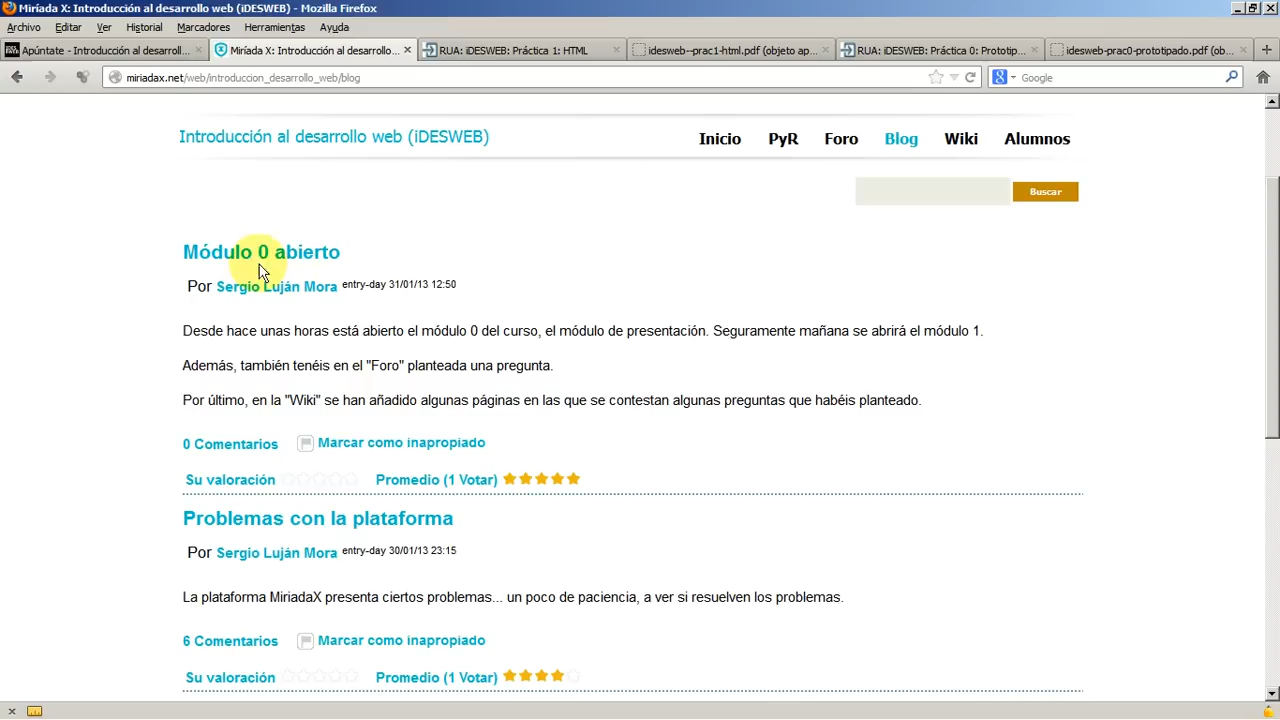 Miríada X: Introducción al desarrollo web (iDESWEB) - Mozilla Firefox
Archivo Editar Ver Historial Marcadores Herramientas Ayuda
Apúntate - Introducción al desarroll... × Miríada X: Introducción al desarrollo... × RUA: iDESWEB: Práctica 1: HTML × idesweb--prac1-html.pdf (objeto ap... × RUA: iDESWEB: Práctica 0: Prototip... × idesweb-prac0-prototipado.pdf (ob... ×
miriadax.net/web/introduccion_desarrollo_web/blog Google
Introducción al desarrollo web (iDESWEB) Inicio PyR Foro Blog Wiki Alumnos
Buscar
Módulo 0 abierto
Por Sergio Luján Mora entry-day 31/01/13 12:50
Desde hace unas horas está abierto el módulo 0 del curso, el módulo de presentación. Seguramente mañana se abrirá el módulo 1.
Además, también tenéis en el "Foro" planteada una pregunta.
Por último, en la "Wiki" se han añadido algunas páginas en las que se contestan algunas preguntas que habéis planteado.
0 Comentarios Marcar como inapropiado
Su valoración Promedio (1 Votar)
Problemas con la plataforma
Por Sergio Luján Mora entry-day 30/01/13 23:15
La plataforma MiriadaX presenta ciertos problemas... un poco de paciencia, a ver si resuelven los problemas.
6 Comentarios Marcar como inapropiado
Su valoración Promedio (1 Votar)